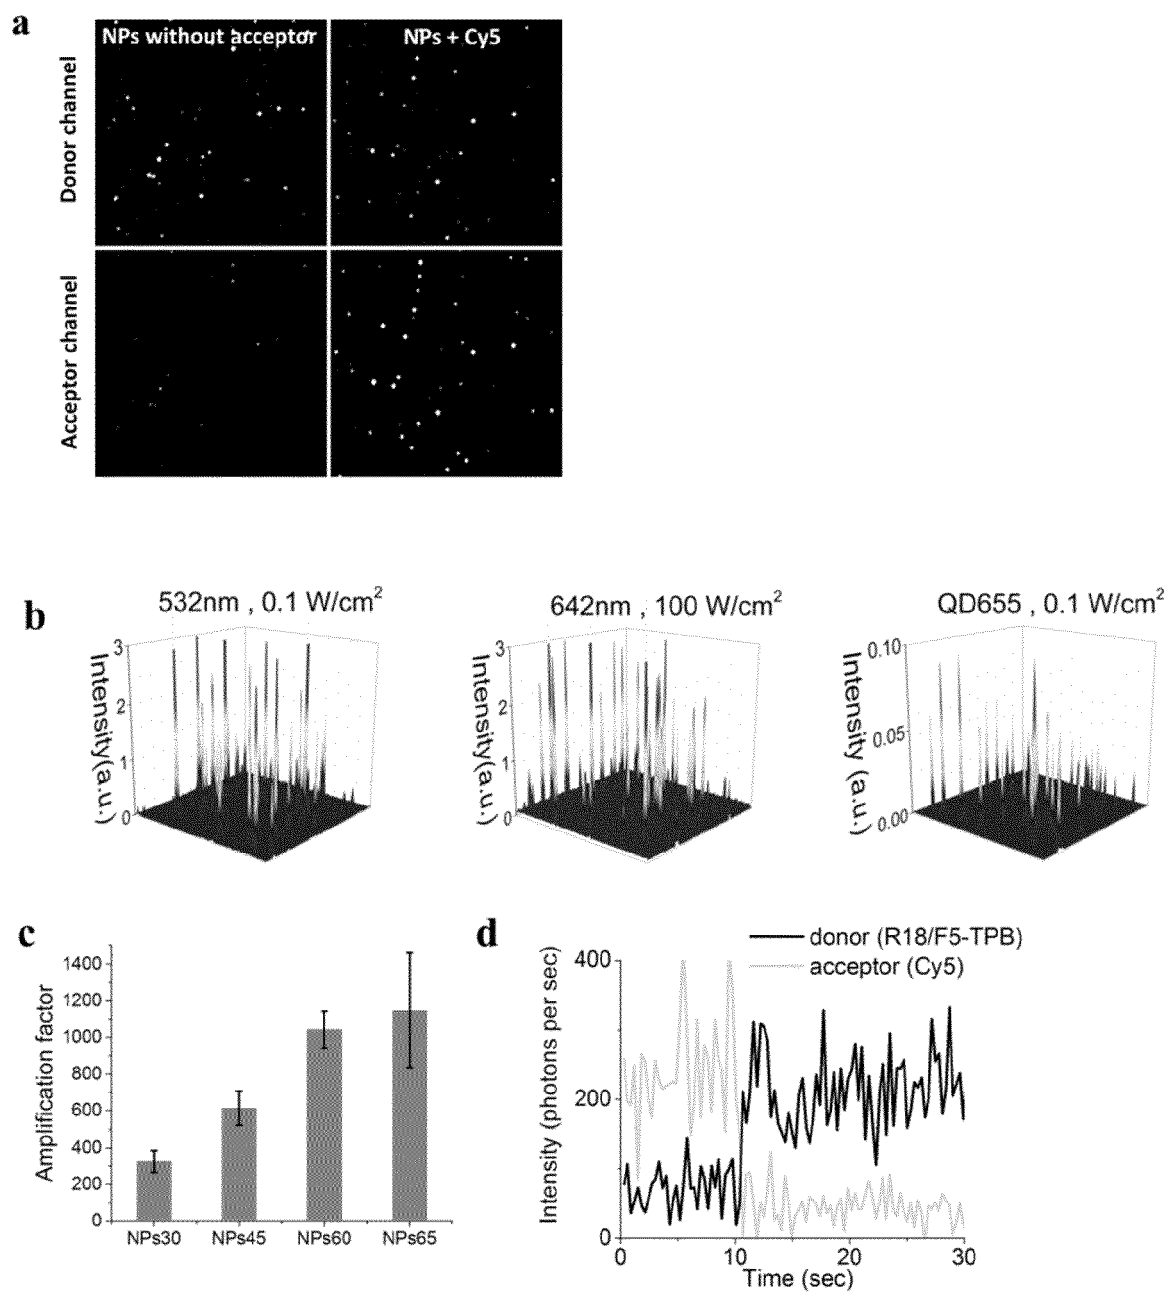 a
NPs without acceptor
NPs + Cy5
Donor channel
Acceptor channel
b
532nm , 0.1 W/cm²
642nm , 100 W/cm²
QD655 , 0.1 W/cm²
Intensity(a.u.)
3
2
1
0
Intensity(a.u.)
3
2
1
0
Intensity (a.u.)
0.10
0.05
0.00
c
Amplification factor
1400
1200
1000
800
600
400
200
0
NPs30
NPs45
NPs60
NPs65
d
donor (R18/F5-TPB)
acceptor (Cy5)
Intensity (photons per sec)
400
200
0
0
10
20
30
Time (sec)